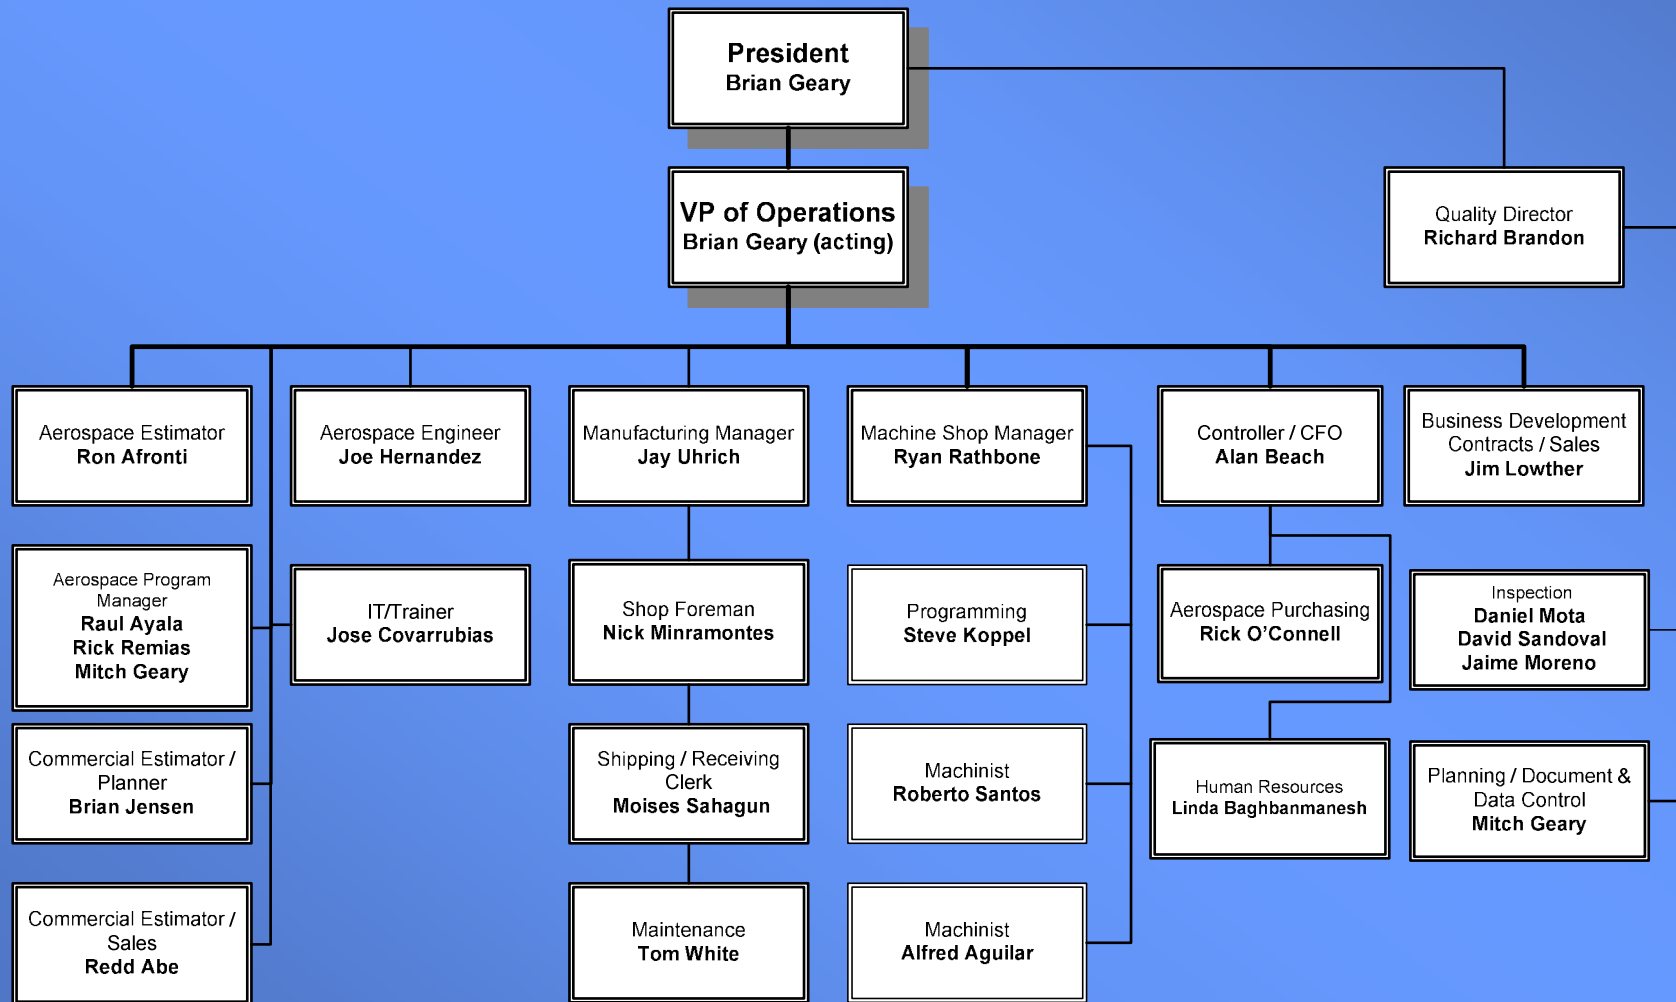 President
Brian Geary
VP of Operations
Brian Geary (acting)
Quality Director
Richard Brandon
Aerospace Estimator
Ron Afronti
Aerospace Engineer
Joe Hernandez
Manufacturing Manager
Jay Uhrich
Machine Shop Manager
Ryan Rathbone
Controller / CFO
Alan Beach
Business Development
Contracts / Sales
Jim Lowther
Aerospace Program
Manager
Raul Ayala
Rick Remias
Mitch Geary
IT/Trainer
Jose Covarrubias
Shop Foreman
Nick Minramontes
Programming
Steve Koppel
Aerospace Purchasing
Rick O'Connell
Inspection
Daniel Mota
David Sandoval
Jaime Moreno
Commercial Estimator /
Planner
Brian Jensen
Shipping / Receiving
Clerk
Moises Sahagun
Machinist
Roberto Santos
Human Resources
Linda Baghbanmanesh
Planning / Document &
Data Control
Mitch Geary
Commercial Estimator /
Sales
Redd Abe
Maintenance
Tom White
Machinist
Alfred Aguilar